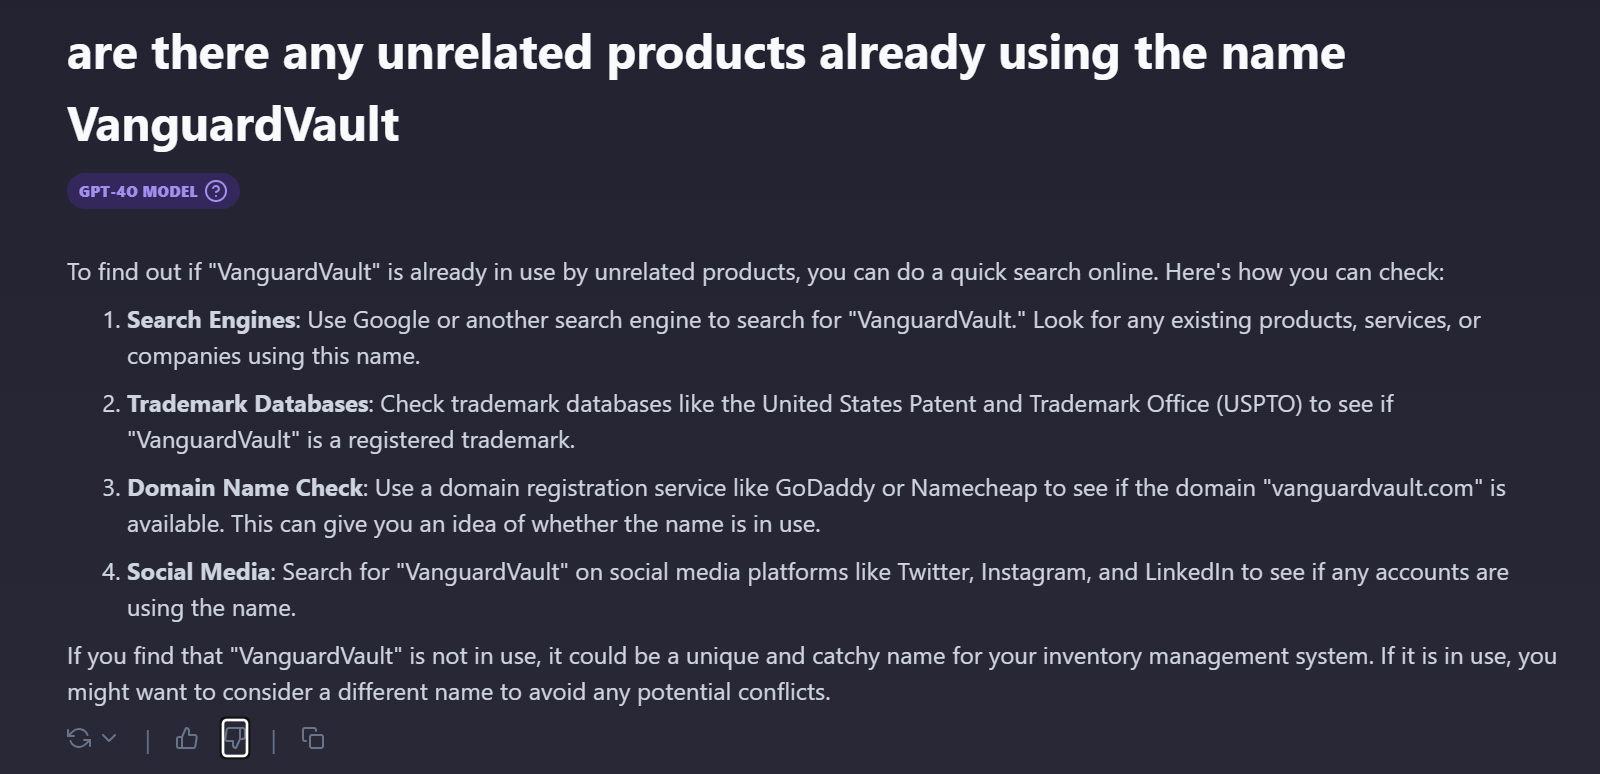 are there any unrelated products already using the name
VanguardVault
GPT-4O MODEL ?
To find out if "VanguardVault" is already in use by unrelated products, you can do a quick search online. Here's how you can check:
1. Search Engines: Use Google or another search engine to search for "VanguardVault." Look for any existing products, services, or
companies using this name.
2. Trademark Databases: Check trademark databases like the United States Patent and Trademark Office (USPTO) to see if
"VanguardVault" is a registered trademark.
3. Domain Name Check: Use a domain registration service like GoDaddy or Namecheap to see if the domain "vanguardvault.com" is
available. This can give you an idea of whether the name is in use.
4. Social Media: Search for "VanguardVault" on social media platforms like Twitter, Instagram, and LinkedIn to see if any accounts are
using the name.
If you find that "VanguardVault" is not in use, it could be a unique and catchy name for your inventory management system. If it is in use, you
might want to consider a different name to avoid any potential conflicts.